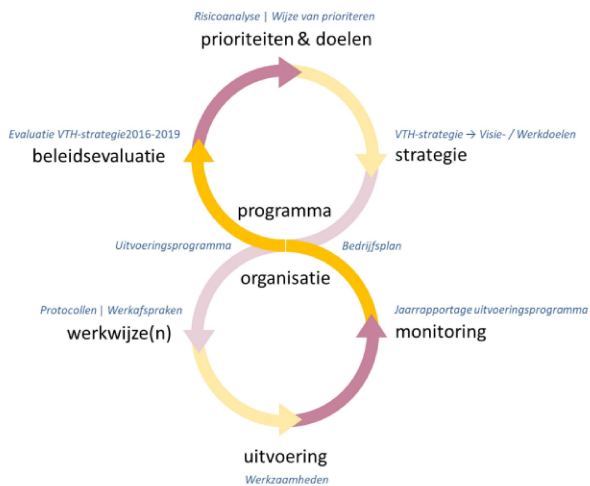 Risicoanalyse | Wijze van prioriteren
prioriteiten & doelen
Evaluatie VTH-strategie2016-2019
beleidsevaluatie
VTH-strategie → Visie- / Werkdoelen
strategie
programma
Uitvoeringsprogramma
Bedrijfsplan
organisatie
Protocollen | Werkafspraken
werkwijze(n)
Jaarrapportage uitvoeringsprogramma
monitoring
uitvoering
Werkzaamheden